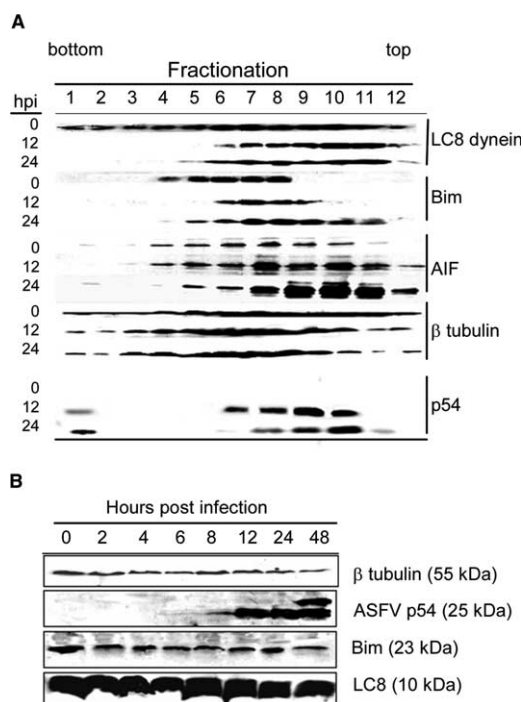 A
bottom top
Fractionation
hpi 1 2 3 4 5 6 7 8 9 10 11 12
0
12 LC8 dynein
24
0
12 Bim
24
0
12 AIF
24
0
12 β tubulin
24
0
12 p54
24
B
Hours post infection
0 2 4 6 8 12 24 48
β tubulin (55 kDa)
ASFV p54 (25 kDa)
Bim (23 kDa)
LC8 (10 kDa)